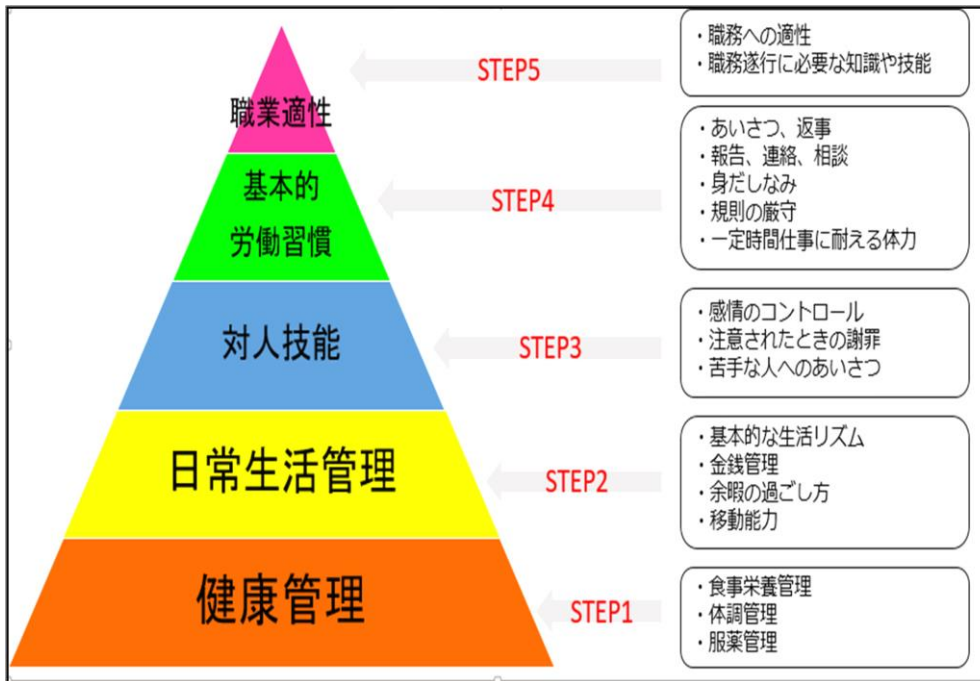 職業適性
STEP5
・職務への適性
・職務遂行に必要な知識や技能
基本的
労働習慣
STEP4
・あいさつ、返事
・報告、連絡、相談
・身だしなみ
・規則の厳守
・一定時間仕事に耐える体力
対人技能
STEP3
・感情のコントロール
・注意されたときの謝罪
・苦手な人へのあいさつ
日常生活管理
STEP2
・基本的な生活リズム
・金銭管理
・余暇の過ごし方
・移動能力
健康管理
STEP1
・食事栄養管理
・体調管理
・服薬管理